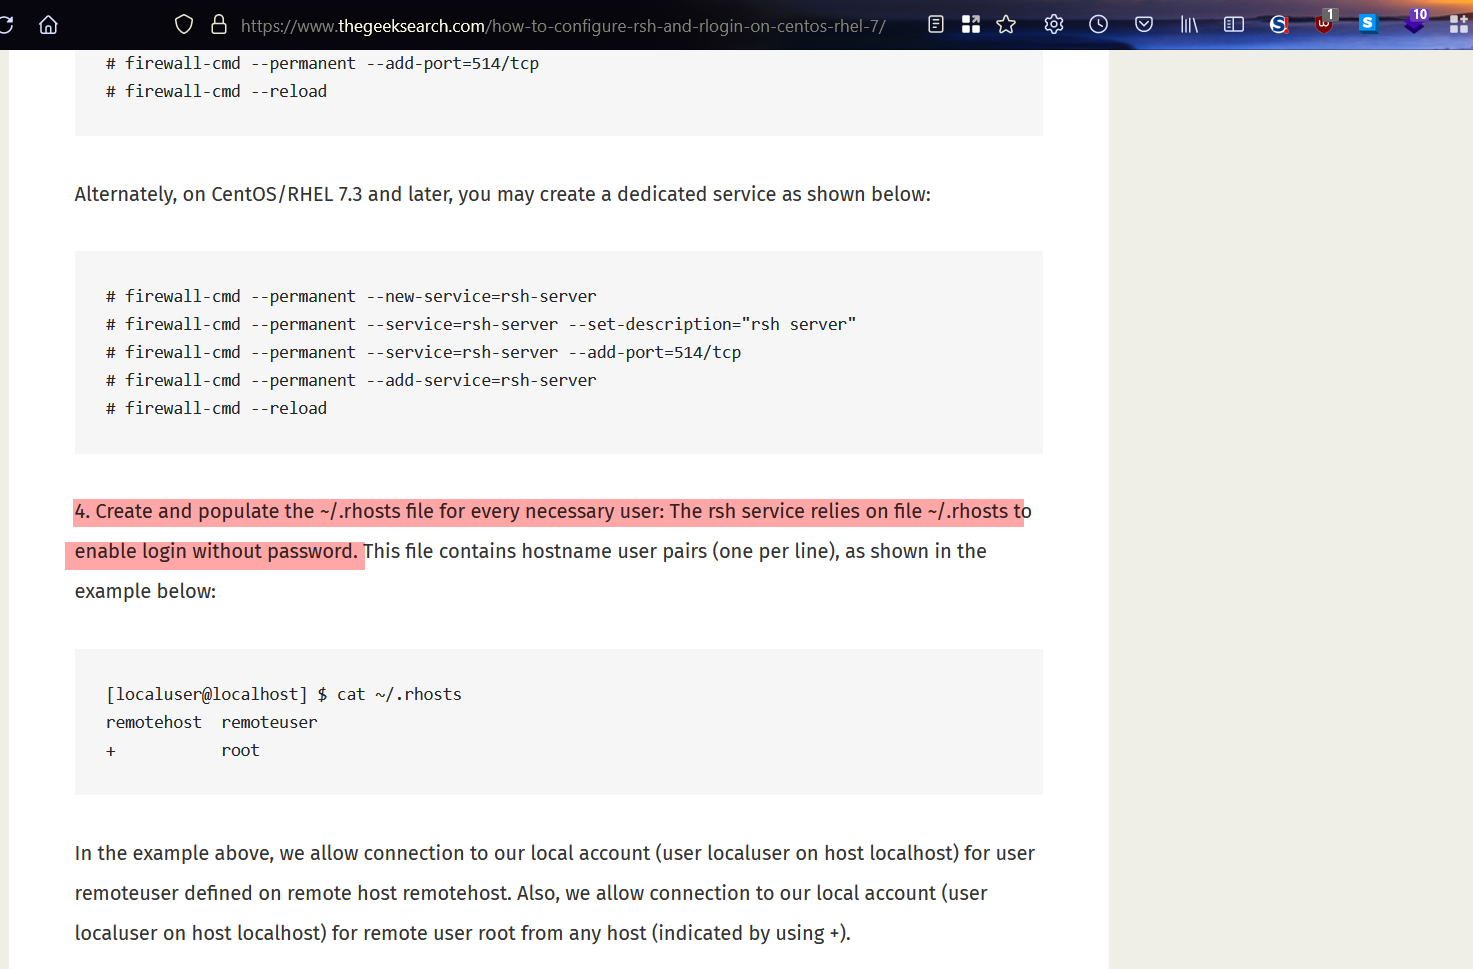 https://www.thegeeksearch.com/how-to-configure-rsh-and-rlogin-on-centos-rhel-7/
1
10
# firewall-cmd --permanent --add-port=514/tcp
# firewall-cmd --reload
Alternately, on CentOS/RHEL 7.3 and later, you may create a dedicated service as shown below:
# firewall-cmd --permanent --new-service=rsh-server
# firewall-cmd --permanent --service=rsh-server --set-description="rsh server"
# firewall-cmd --permanent --service=rsh-server --add-port=514/tcp
# firewall-cmd --permanent --add-service=rsh-server
# firewall-cmd --reload
4. Create and populate the ~/.rhosts file for every necessary user: The rsh service relies on file ~/.rhosts to
enable login without password. This file contains hostname user pairs (one per line), as shown in the
example below:
[localuser@localhost] $ cat ~/.rhosts
remotehost  remoteuser
+           root
In the example above, we allow connection to our local account (user localuser on host localhost) for user
remoteuser defined on remote host remotehost. Also, we allow connection to our local account (user
localuser on host localhost) for remote user root from any host (indicated by using +).